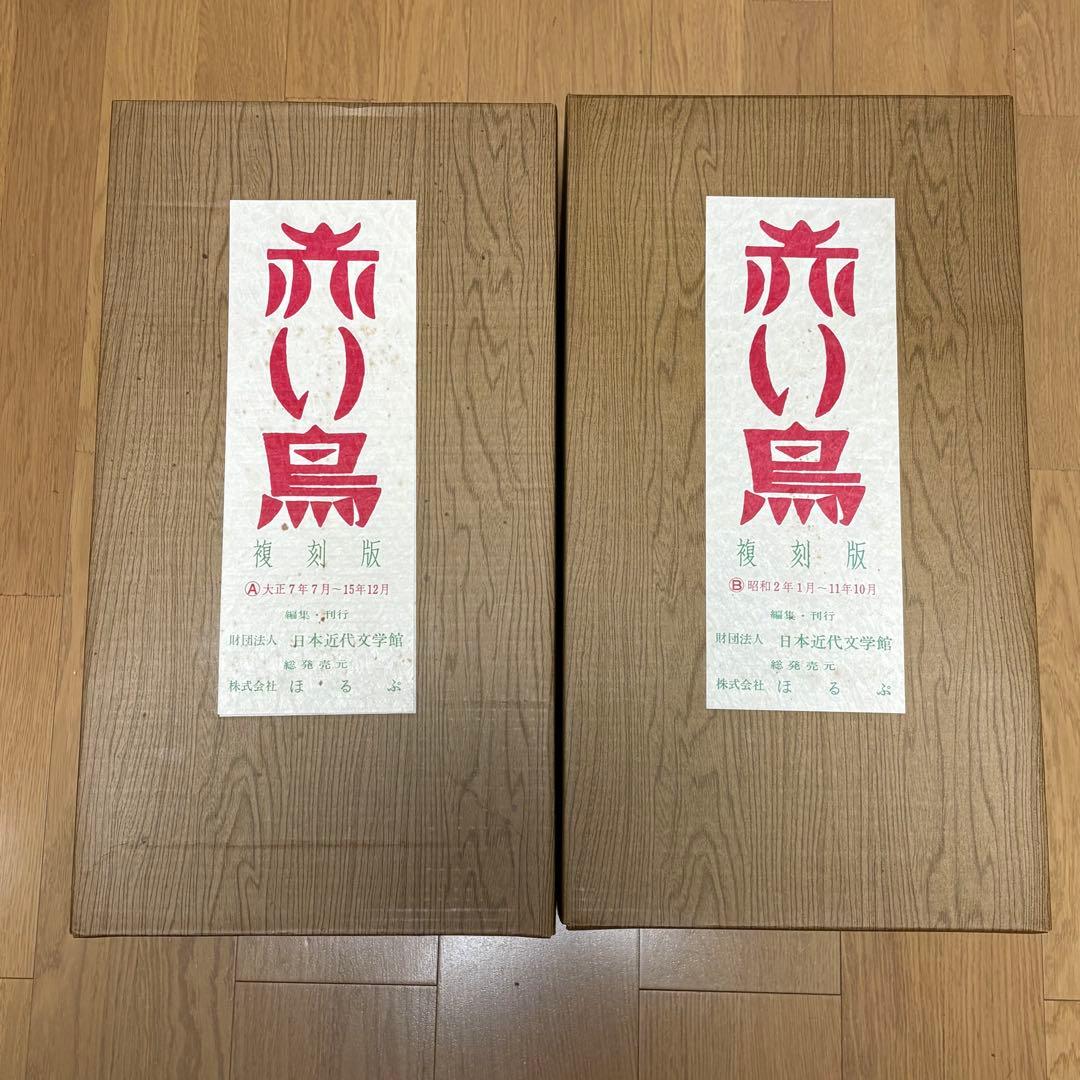 赤い鳥
複刻版
Ⓐ大正7年7月～15年12月
編集・刊行
財団法人 日本近代文学館
総発売元
株式会社 ほるぷ
赤い鳥
複刻版
Ⓑ昭和2年1月～11年10月
編集・刊行
財団法人 日本近代文学館
総発売元
株式会社 ほるぷ